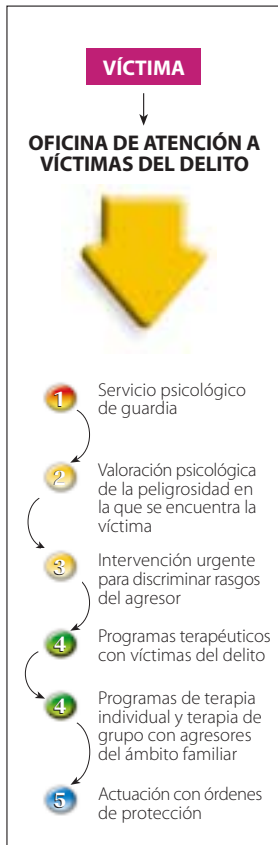 VÍCTIMA
OFICINA DE ATENCIÓN A
VÍCTIMAS DEL DELITO
1 Servicio psicológico
de guardia
2 Valoración psicológica
de la peligrosidad en
la que se encuentra la
víctima
3 Intervención urgente
para discriminar rasgos
del agresor
4 Programas terapéuticos
con víctimas del delito
4 Programas de terapia
individual y terapia de
grupo con agresores
del ámbito familiar
5 Actuación con órdenes
de protección